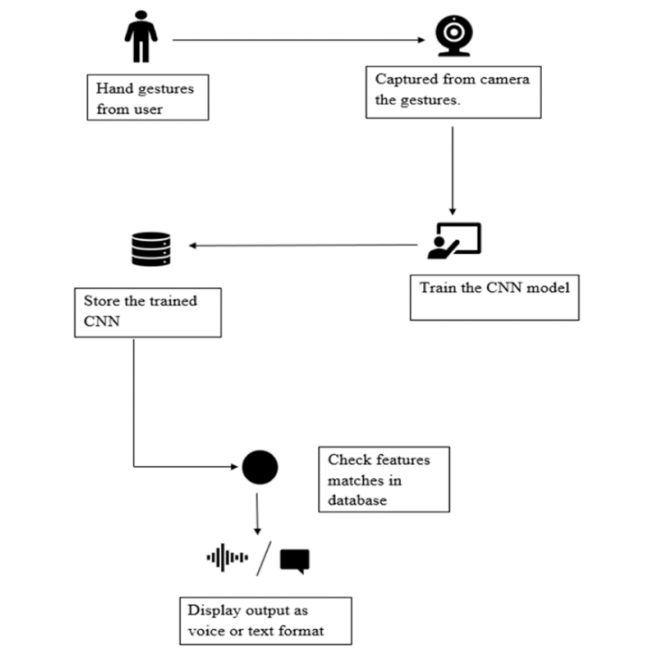 Hand gestures
from user
Captured from camera
the gestures.
Train the CNN model
Store the trained
CNN
Check features
matches in
database
Display output as
voice or text format